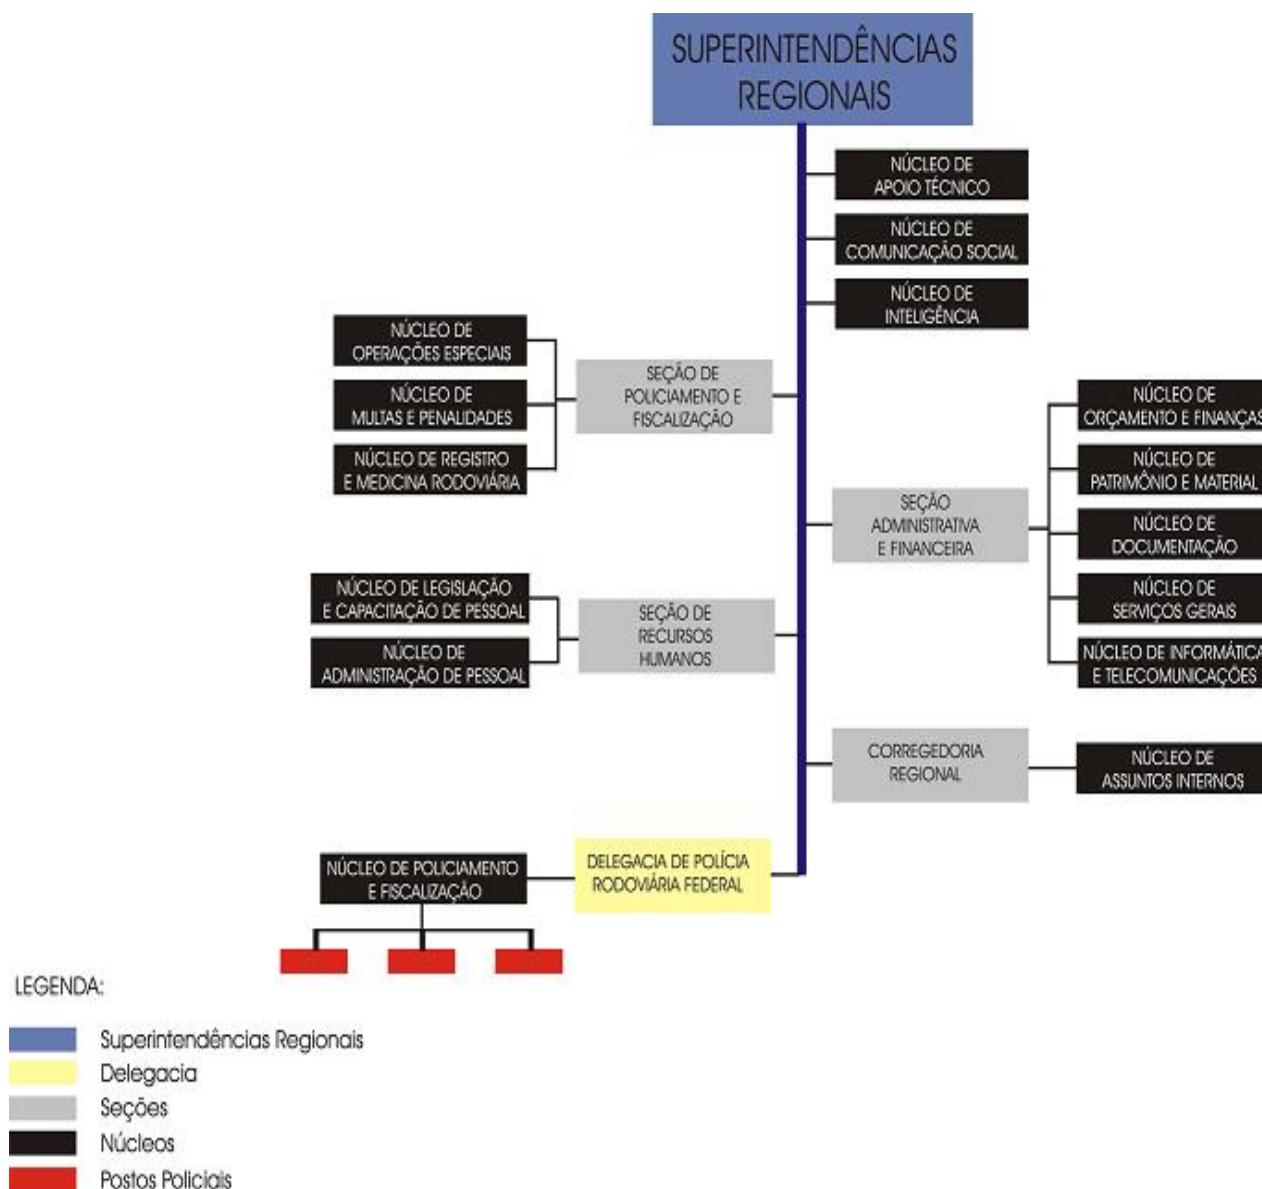 SUPERINTENDÊNCIAS
REGIONAIS
NÚCLEO DE
APOIO TÉCNICO
NÚCLEO DE
COMUNICAÇÃO SOCIAL
NÚCLEO DE
INTELIGÊNCIA
NÚCLEO DE
OPERAÇÕES ESPECIAIS
NÚCLEO DE
MULTAS E PENALIDADES
NÚCLEO DE REGISTRO
E MEDICINA RODOVIÁRIA
SEÇÃO DE
POLICIAMENTO E
FISCALIZAÇÃO
SEÇÃO
ADMINISTRATIVA
E FINANCEIRA
NÚCLEO DE
ORÇAMENTO E FINANÇAS
NÚCLEO DE
PATRIMÔNIO E MATERIAL
NÚCLEO DE
DOCUMENTAÇÃO
NÚCLEO DE
SERVIÇOS GERAIS
NÚCLEO DE INFORMÁTICA
E TELECOMUNICAÇÕES
NÚCLEO DE LEGISLAÇÃO
E CAPACITAÇÃO DE PESSOAL
NÚCLEO DE
ADMINISTRAÇÃO DE PESSOAL
SEÇÃO DE
RECURSOS
HUMANOS
CORREGEDORIA
REGIONAL
NÚCLEO DE
ASSUNTOS INTERNOS
NÚCLEO DE POLICIAMENTO
E FISCALIZAÇÃO
DELEGACIA DE POLÍCIA
RODOVIÁRIA FEDERAL
LEGENDA:
Superintendências Regionais
Delegacia
Seções
Núcleos
Postos Policiais